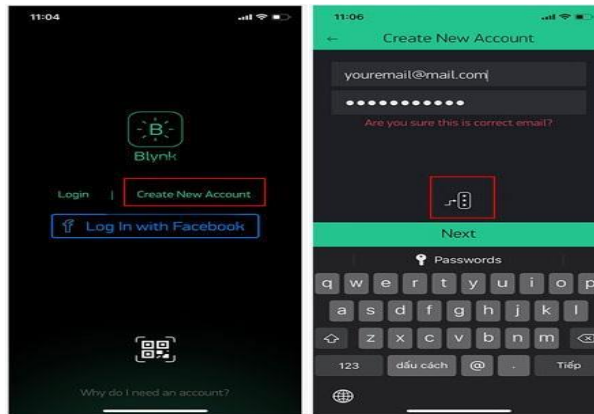 11:04
B
Blynk
Login | Create New Account
f Log In with Facebook
Why do I need an account?
11:06
← Create New Account
youremail@mail.com
Are you sure this is correct email?
Next
Passwords
q w e r t y u i o p
a s d f g h j k l
z x c v b n m
123 dấu cách @ . Tiếp